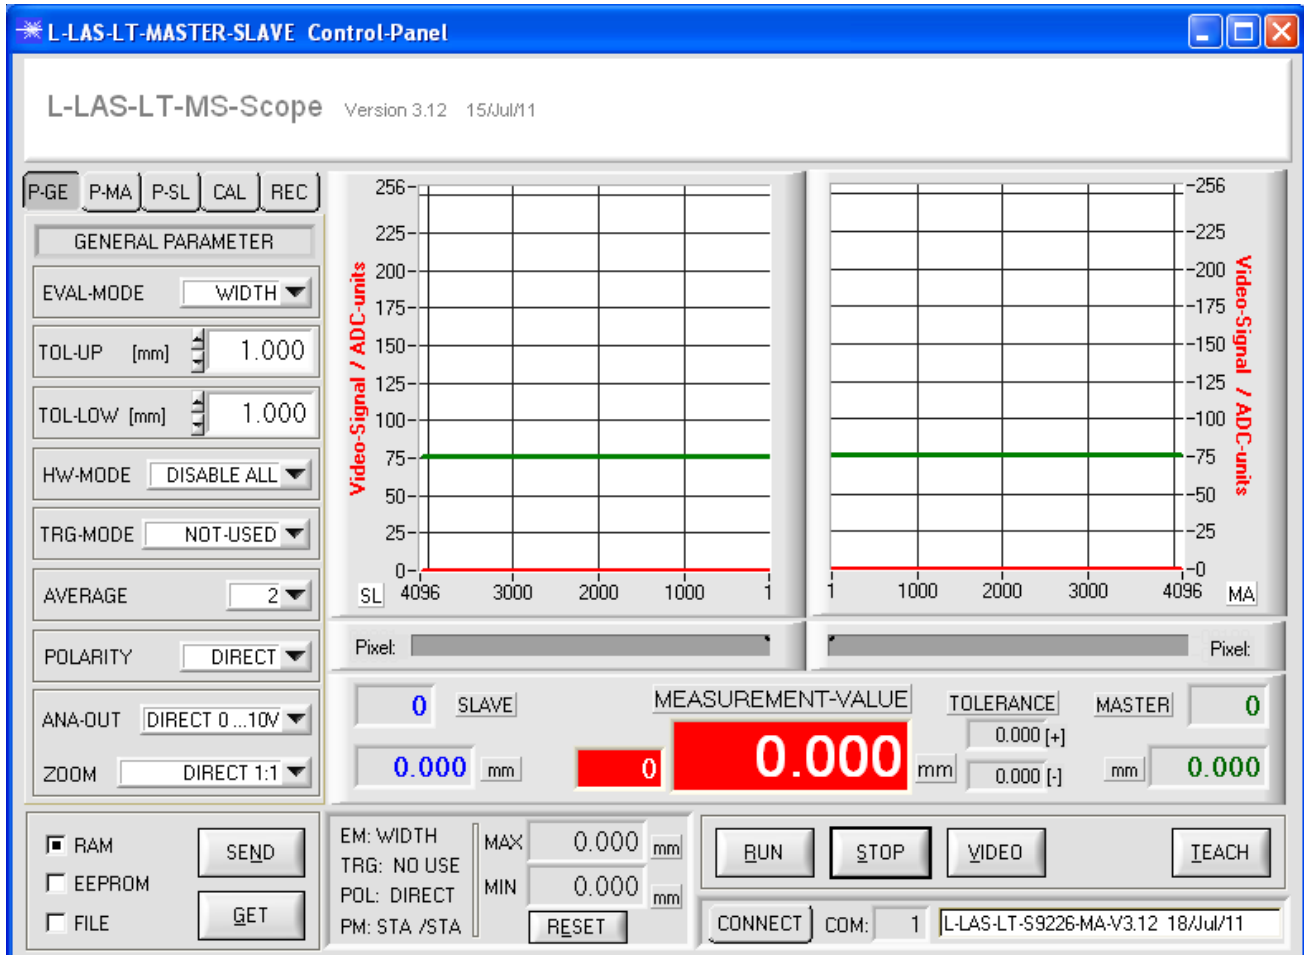 L-LAS-LT-MASTER-SLAVE Control-Panel
L-LAS-LT-MS-Scope Version 3.12 15/Jul/11
P-GE P-MA P-SL CAL REC
GENERAL PARAMETER
EVAL-MODE WIDTH
TOL-UP [mm] 1.000
TOL-LOW [mm] 1.000
HW-MODE DISABLE ALL
TRG-MODE NOT-USED
AVERAGE 2
POLARITY DIRECT
ANA-OUT DIRECT 0 ...10V
ZOOM DIRECT 1:1
Video-Signal / ADC-units
256
225
200
175
150
125
100
75
50
25
0
SL 4096 3000 2000 1000 1
256
225
200
175
150
125
100
75
50
25
0
Video-Signal / ADC-units
1 1000 2000 3000 4096 MA
Pixel:
Pixel:
0 SLAVE MEASUREMENT-VALUE TOLERANCE MASTER 0
0.000 [+]
0.000 mm 0 0.000 mm 0.000 [-] mm 0.000
RAM SEND
EEPROM
FILE GET
EM: WIDTH
TRG: NO USE
POL: DIRECT
PM: STA /STA
MAX 0.000 mm
MIN 0.000 mm
RESET
RUN STOP VIDEO TEACH
CONNECT COM: 1 L-LAS-LT-S9226-MA-V3.12 18/Jul/11